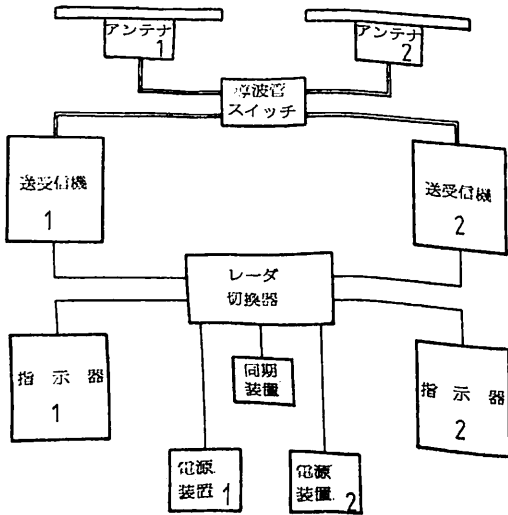 アンテナ
1
アンテナ
2
導波管
スイッチ
送受信機
1
送受信機
2
レーダ
切換器
指示器
1
同期
装置
指示器
2
電源
装置1
電源
装置2